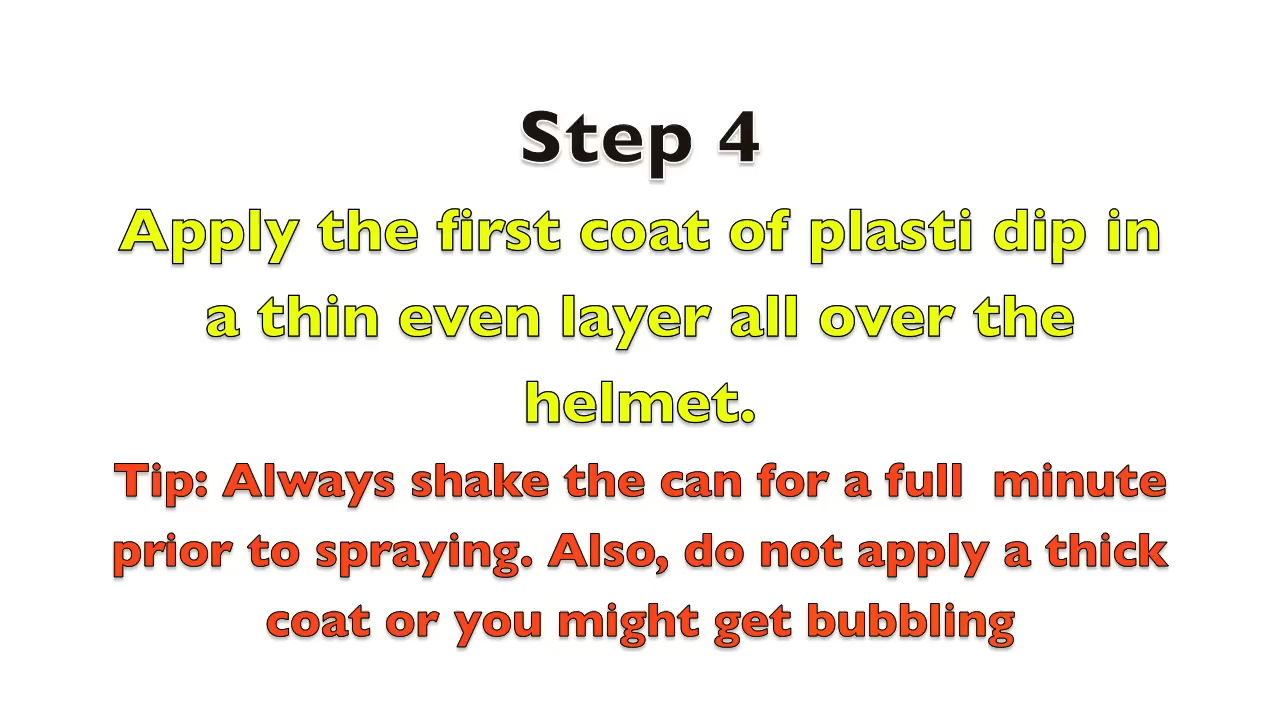 Step 4
Apply the first coat of plasti dip in
a thin even layer all over the
helmet.
Tip: Always shake the can for a full  minute
prior to spraying. Also, do not apply a thick
coat or you might get bubbling